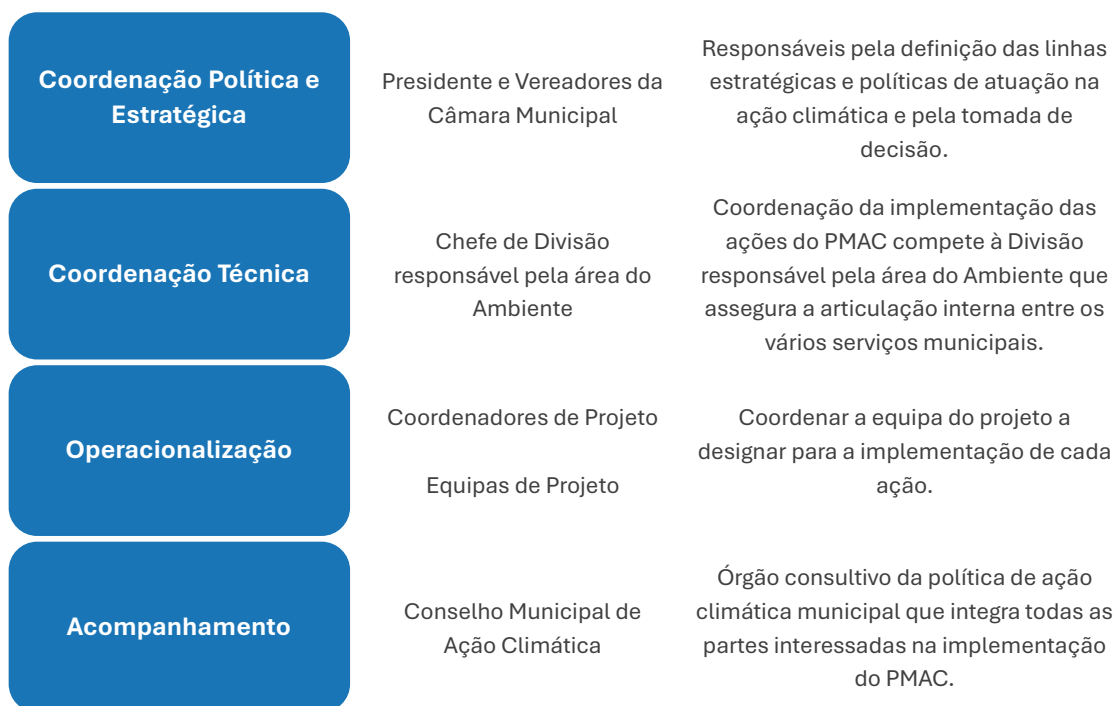 Coordenação Política e
Estratégica
Presidente e Vereadores da
Câmara Municipal
Responsáveis pela definição das linhas
estratégicas e políticas de atuação na
ação climática e pela tomada de
decisão.
Coordenação Técnica
Chefe de Divisão
responsável pela área do
Ambiente
Coordenação da implementação das
ações do PMAC compete à Divisão
responsável pela área do Ambiente que
assegura a articulação interna entre os
vários serviços municipais.
Operacionalização
Coordenadores de Projeto
Equipas de Projeto
Coordenar a equipa do projeto a
designar para a implementação de cada
ação.
Acompanhamento
Conselho Municipal de
Ação Climática
Órgão consultivo da política de ação
climática municipal que integra todas as
partes interessadas na implementação
do PMAC.